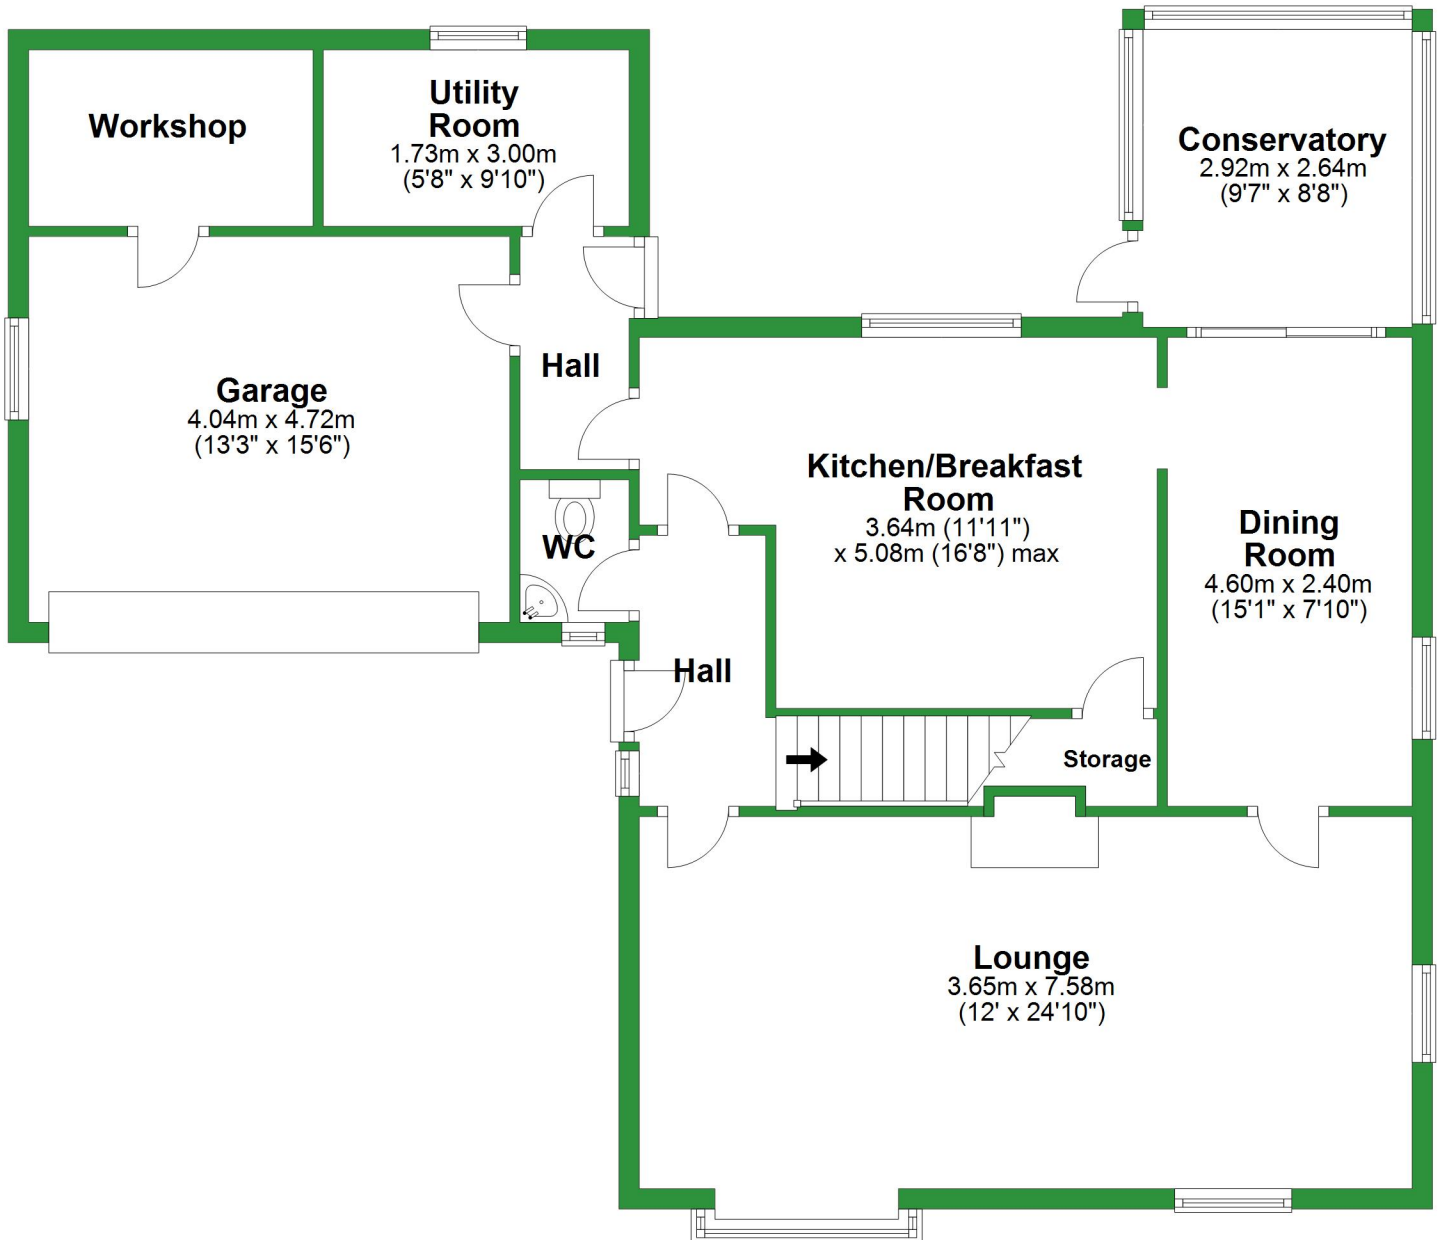 Workshop
Utility
Room
1.73m x 3.00m
(5'8" x 9'10")
Conservatory
2.92m x 2.64m
(9'7" x 8'8")
Garage
4.04m x 4.72m
(13'3" x 15'6")
Hall
Kitchen/Breakfast
Room
3.64m (11'11")
x 5.08m (16'8") max
Dining
Room
4.60m x 2.40m
(15'1" x 7'10")
WC
Hall
Storage
Lounge
3.65m x 7.58m
(12' x 24'10")